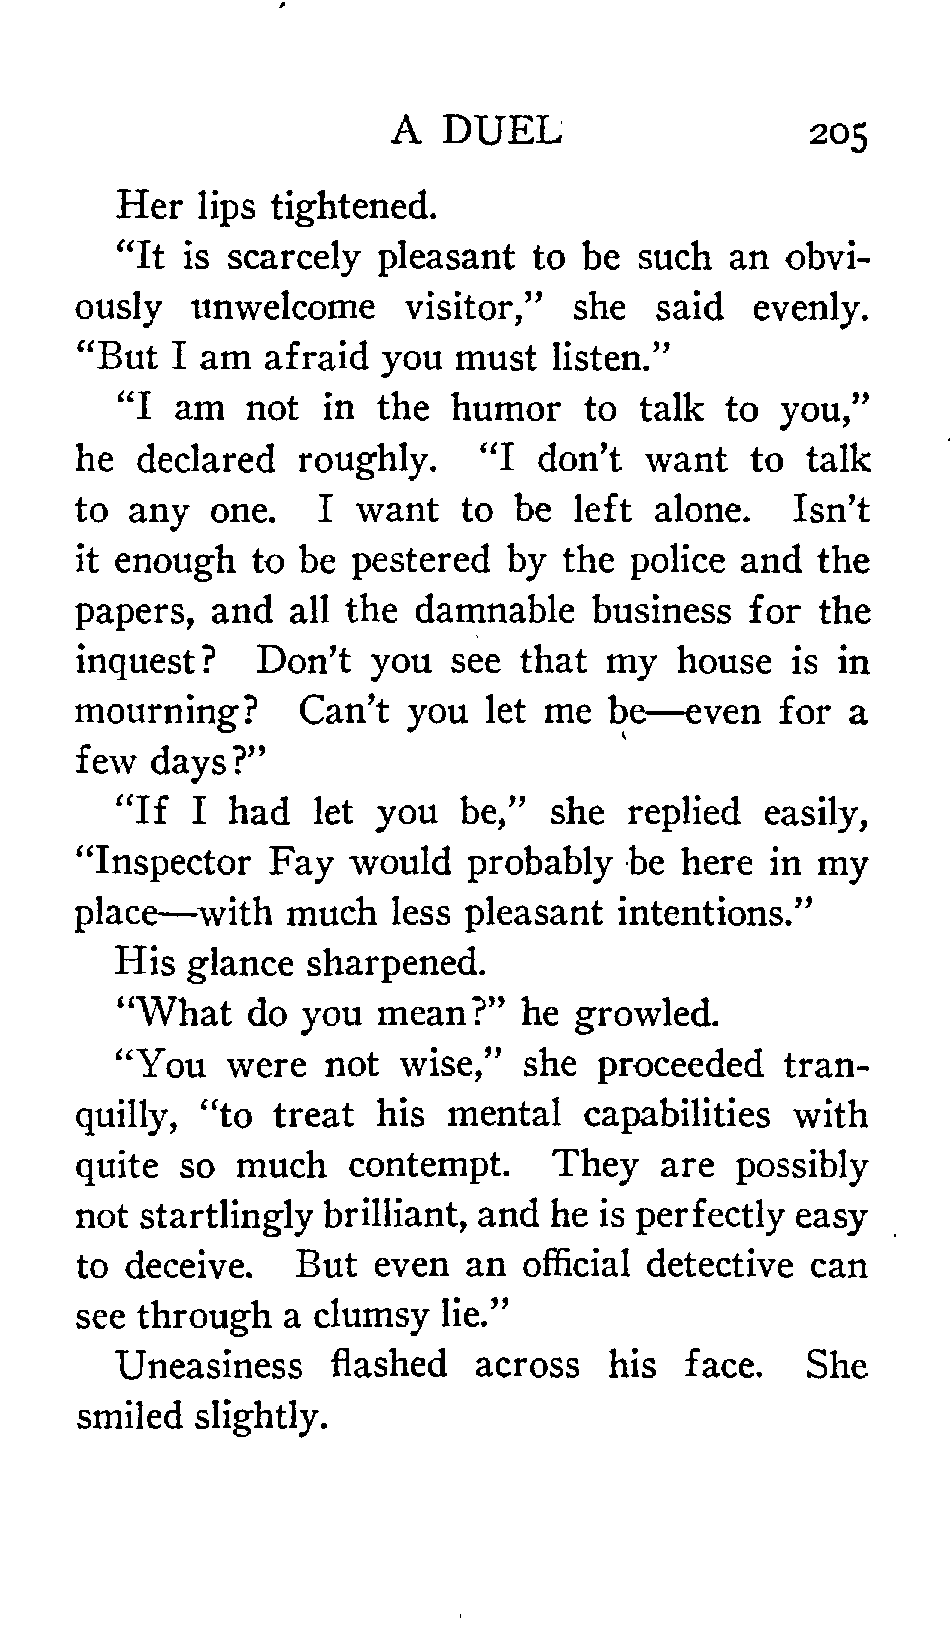 A DUEL 205
Her lips tightened.
“It is scarcely pleasant to be such an obvi-
ously unwelcome visitor,” she said evenly.
“But I am afraid you must listen.”
“I am not in the humor to talk to you,”
he declared roughly. “I don’t want to talk
to any one. I want to be left alone. Isn’t
it enough to be pestered by the police and the
papers, and all the damnable business for the
inquest? Don’t you see that my house is in
mourning? Can’t you let me be—even for a
few days?”
“If I had let you be,” she replied easily,
“Inspector Fay would probably be here in my
place—with much less pleasant intentions.”
His glance sharpened.
“What do you mean?” he growled.
“You were not wise,” she proceeded tran-
quilly, “to treat his mental capabilities with
quite so much contempt. They are possibly
not startlingly brilliant, and he is perfectly easy
to deceive. But even an official detective can
see through a clumsy lie.”
Uneasiness flashed across his face. She
smiled slightly.